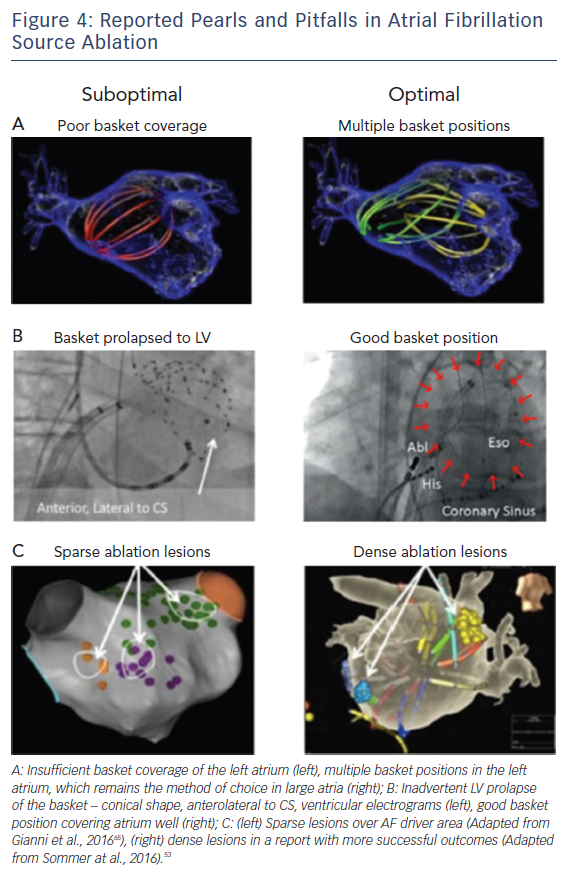 Figure 4: Reported Pearls and Pitfalls in Atrial Fibrillation
Source Ablation
Suboptimal
Optimal
A
Poor basket coverage
Multiple basket positions
B
Basket prolapsed to LV
Good basket position
Anterior, Lateral to CS
Abl
Eso
His
Coronary Sinus
C
Sparse ablation lesions
Dense ablation lesions
A: Insufficient basket coverage of the left atrium (left), multiple basket positions in the left
atrium, which remains the method of choice in large atria (right); B: Inadvertent LV prolapse
of the basket – conical shape, anterolateral to CS, ventricular electrograms (left), good basket
position covering atrium well (right); C: (left) Sparse lesions over AF driver area (Adapted from
Gianni et al., 2016⁶⁵), (right) dense lesions in a report with more successful outcomes (Adapted
from Sommer at al., 2016).⁵³